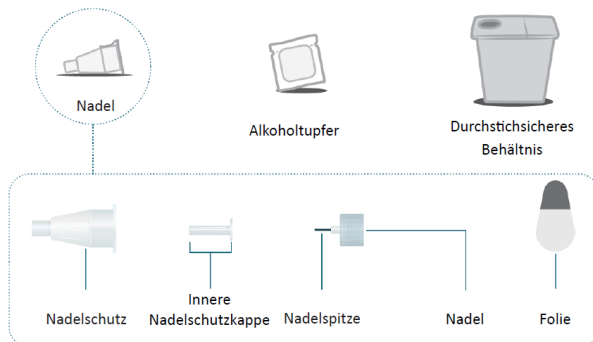 Nadel
Alkoholtupfer
Durchstichsicheres
Behältnis
Nadelschutz
Innere
Nadelschutzkappe
Nadelspitze
Nadel
Folie